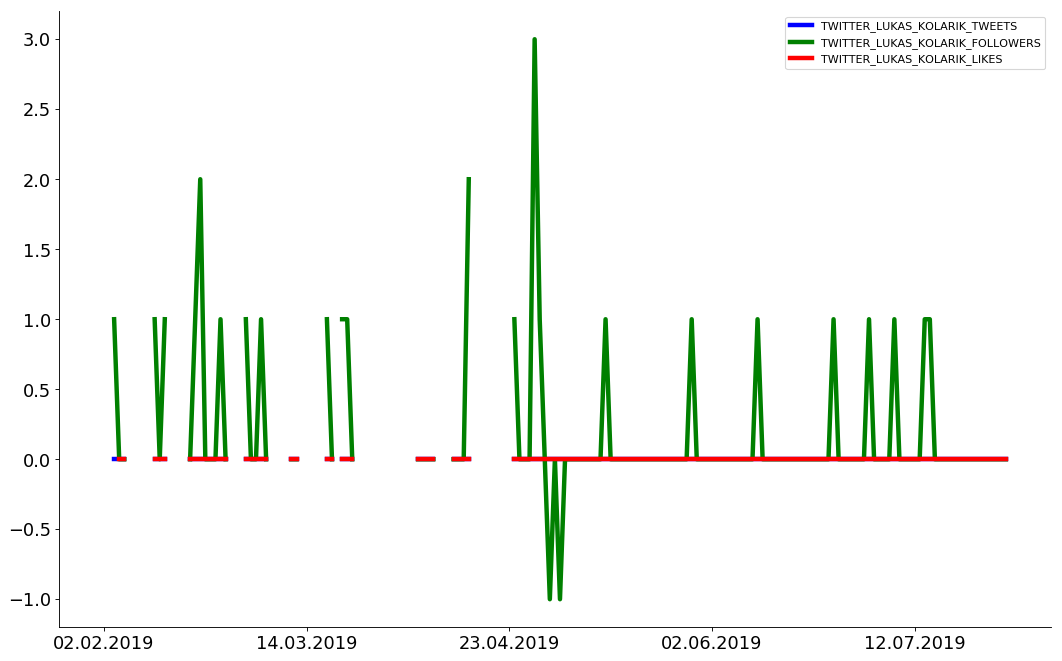 TWITTER_LUKAS_KOLARIK_TWEETS
TWITTER_LUKAS_KOLARIK_FOLLOWERS
TWITTER_LUKAS_KOLARIK_LIKES
3.0
2.5
2.0
1.5
1.0
0.5
0.0
−0.5
−1.0
02.02.2019 14.03.2019 23.04.2019 02.06.2019 12.07.2019